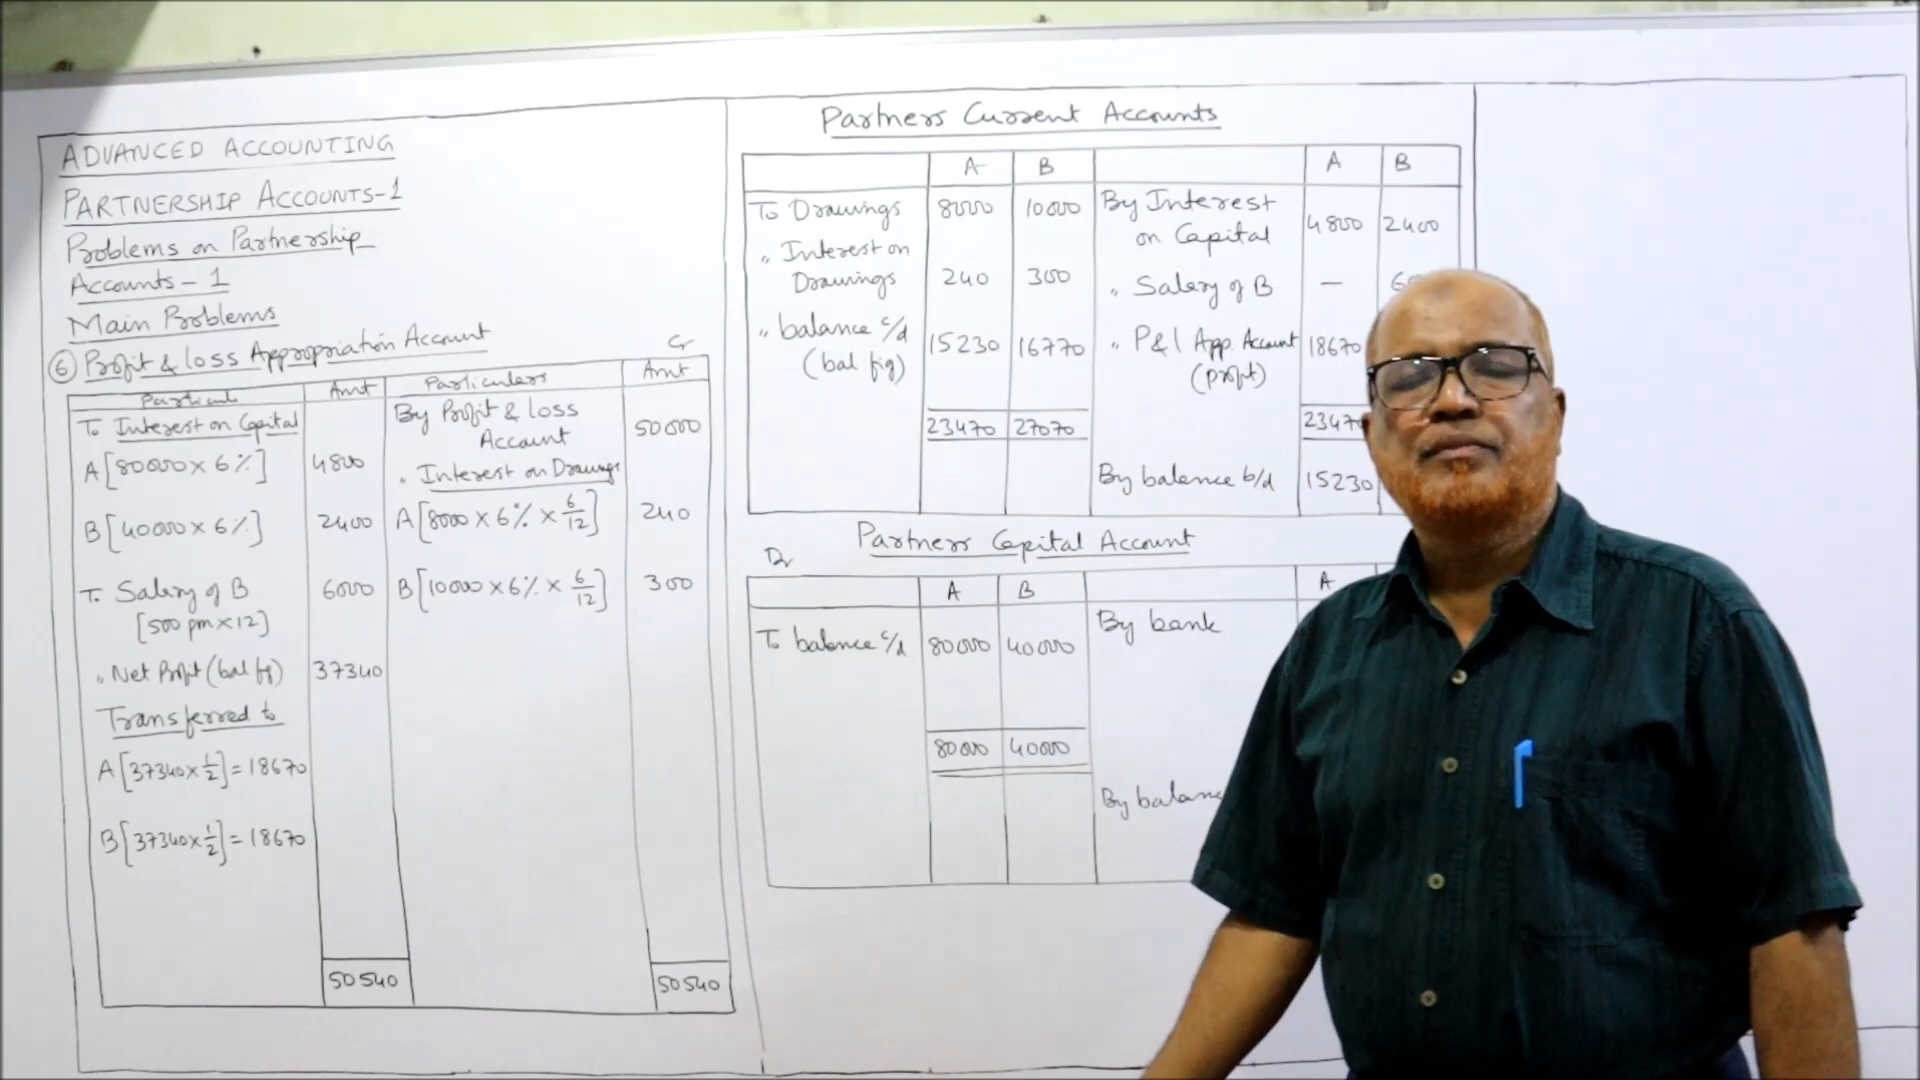 ADVANCED ACCOUNTING
PARTNERSHIP ACCOUNTS-1
Problems on Partnership
Accounts-1
Main Problems
6 Profit & loss Appropriation Account
Cr
Amt Particulars Amt
To Interest on Capital By Profit & loss Account 50000
A [80000 x 6%] 4800 " Interest on Drawings
B [40000 x 6%] 2400 A [8000 x 6% x 6/12] 240
To Salary of B 6000 B [10000 x 6% x 6/12] 300
[500 pm x 12]
" Net Profit (bal fig) 37340
Transferred to
A [37340 x 1/2] = 18670
B [37340 x 1/2] = 18670
50540 50540
Partners Current Accounts
A B A B
To Drawings 8000 10000 By Interest on Capital 4800 2400
" Interest on Drawings 240 300 " Salary of B —
" balance c/d (bal fig) 15230 16770 " P&l App. Account (profit) 18670
23470 27070 23470
By balance b/d 15230
Partners Capital Account
Dr
A B A
To balance c/d 80000 40000 By bank
80000 40000
By